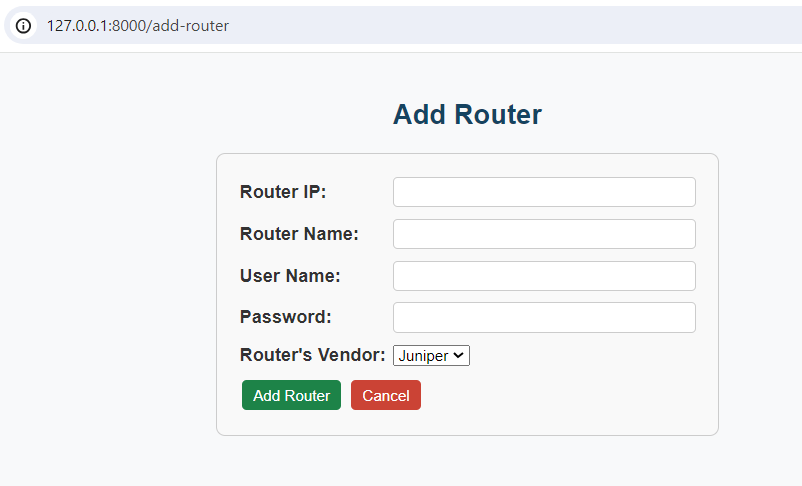 127.0.0.1:8000/add-router
Add Router
Router IP:
Router Name:
User Name:
Password:
Router's Vendor: Juniper
Add Router Cancel